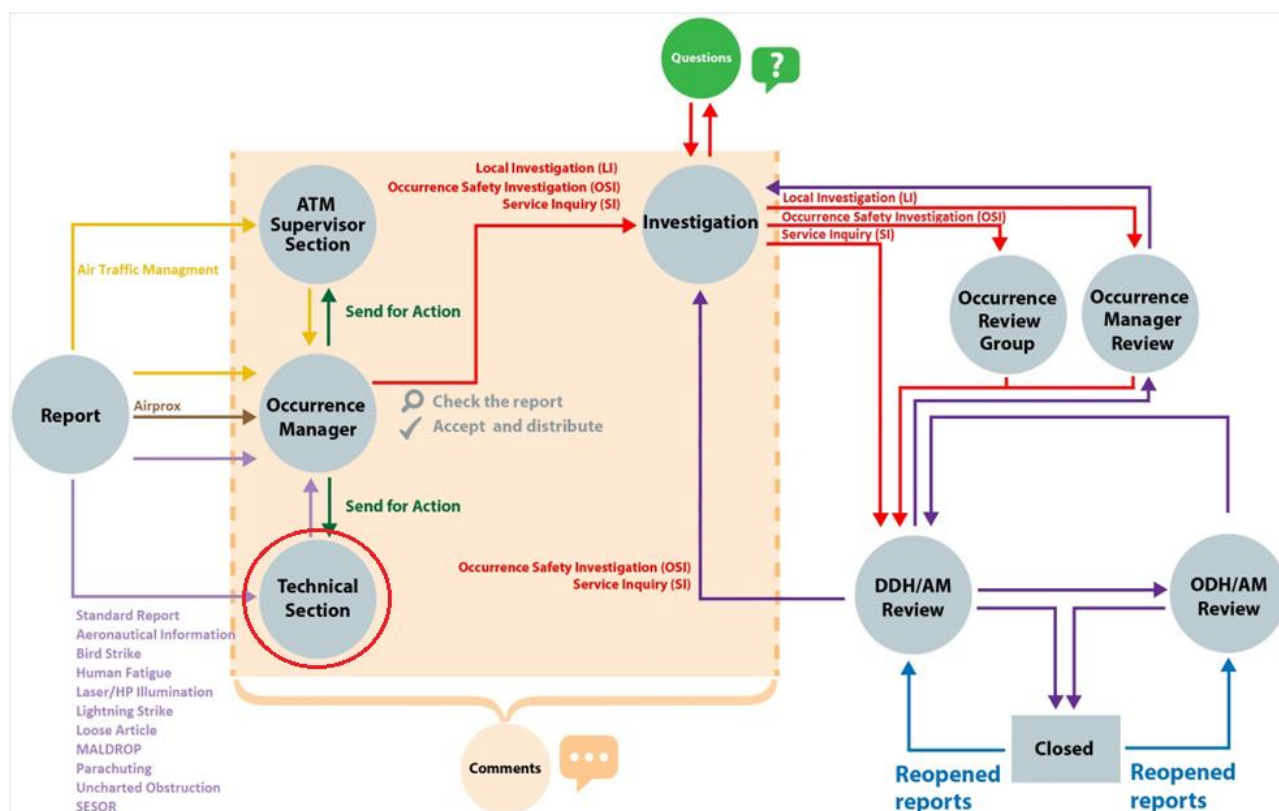 Questions
?
Local Investigation (LI)
Occurrence Safety Investigation (OSI)
Service Inquiry (SI)
ATM
Supervisor
Section
Investigation
Local Investigation (LI)
Occurrence Safety Investigation (OSI)
Service Inquiry (SI)
Air Traffic Managment
Send for Action
Occurrence
Review
Group
Occurrence
Manager
Review
Report
Airprox
Occurrence
Manager
Check the report
Accept and distribute
Send for Action
Technical
Section
Occurrence Safety Investigation (OSI)
Service Inquiry (SI)
DDH/AM
Review
ODH/AM
Review
Standard Report
Aeronautical Information
Bird Strike
Human Fatigue
Laser/HP Illumination
Lightning Strike
Loose Article
MALDROP
Parachuting
Uncharted Obstruction
SESOR
Comments
Closed
Reopened
reports
Reopened
reports